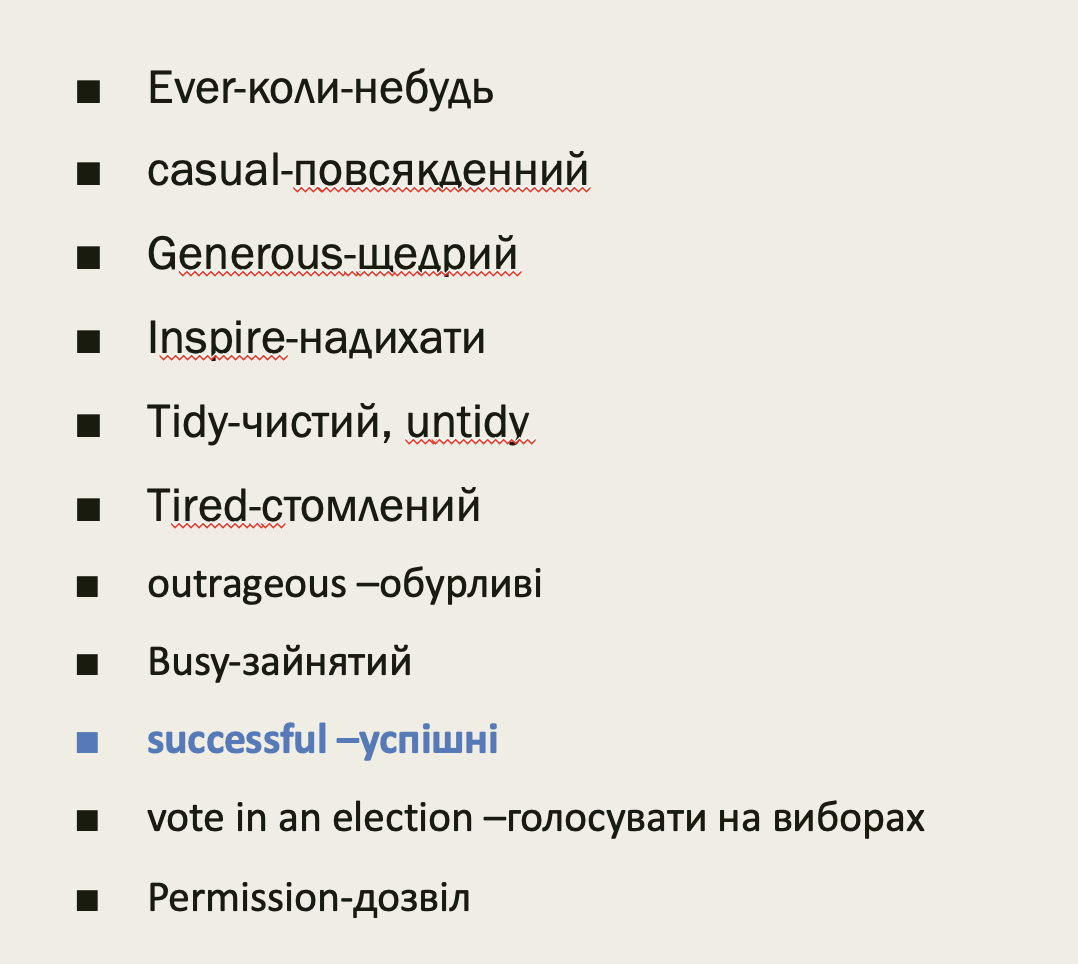 Ever-коли-небудь
casual-повсякденний
Generous-щедрий
Inspire-надихати
Tidy-чистий, untidy
Tired-стомлений
outrageous –обурливі
Busy-зайнятий
successful –успішні
vote in an election –голосувати на виборах
Permission-дозвіл